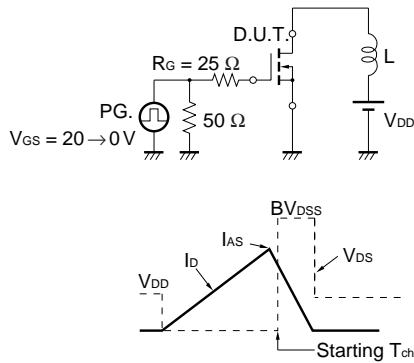 D.U.T.
RG = 25 Ω
L
PG.
50 Ω
VGS = 20 → 0 V
VDD
BVDSS
IAS
ID
VDS
VDD
Starting Tch